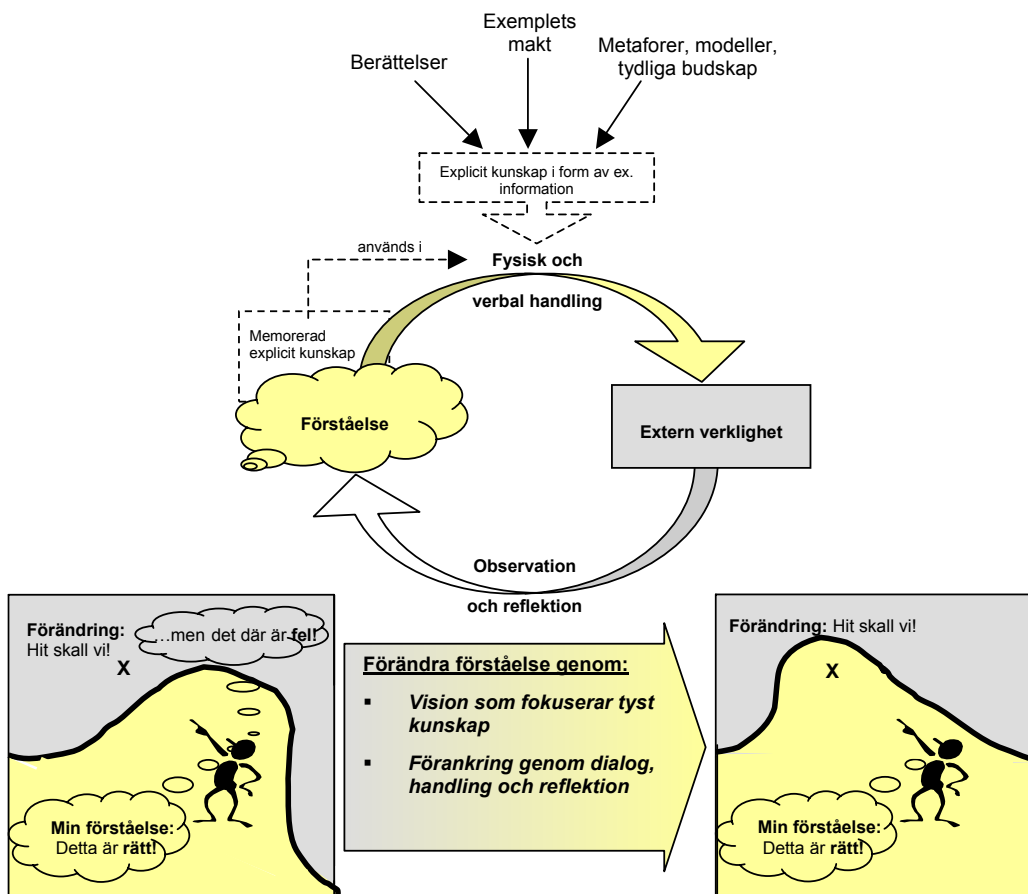 Exemplets
makt
Berättelser
Metaforer, modeller,
tydliga budskap
Explicit kunskap i form av ex.
information
används i
Fysisk och
verbal handling
Memorerad
explicit kunskap
Förståelse
Extern verklighet
Observation
och reflektion
Förändring:
Hit skall vi!
X
...men det där är fel!
Min förståelse:
Detta är rätt!
Förändra förståelse genom:
▪ Vision som fokuserar tyst
kunskap
▪ Förankring genom dialog,
handling och reflektion
Förändring: Hit skall vi!
X
Min förståelse:
Detta är rätt!